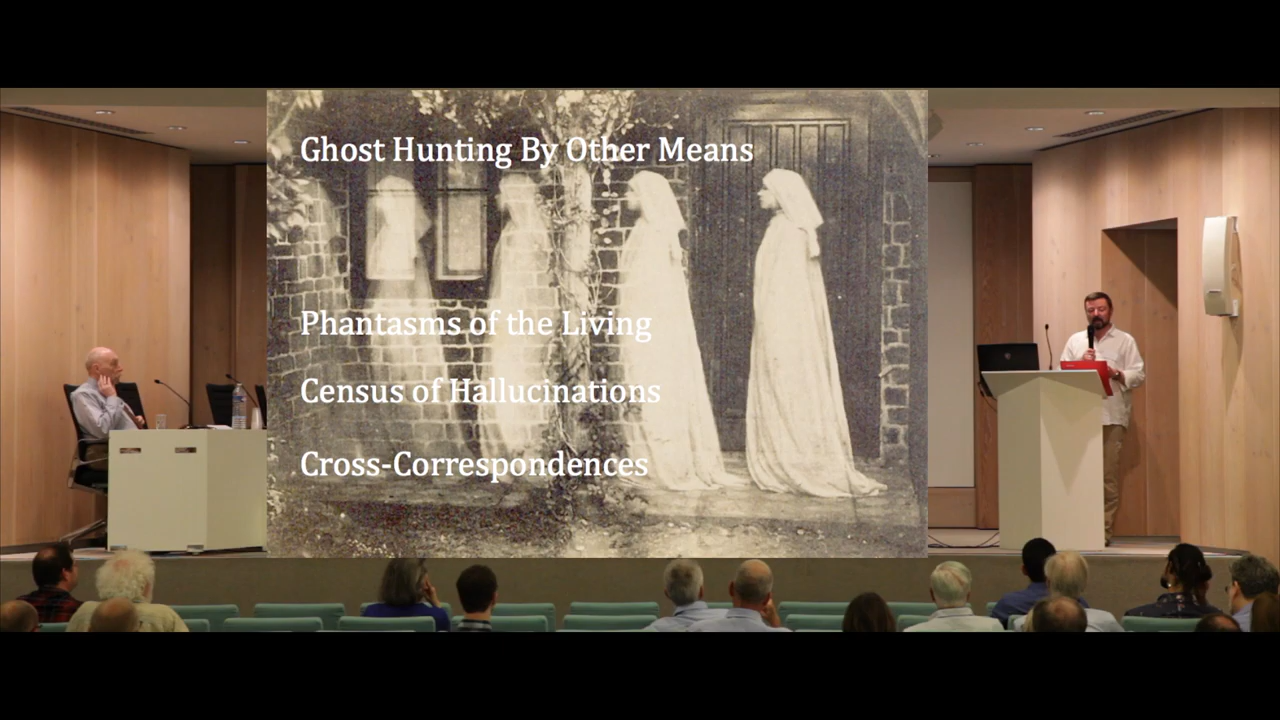 Ghost Hunting By Other Means
Phantasms of the Living
Census of Hallucinations
Cross-Correspondences